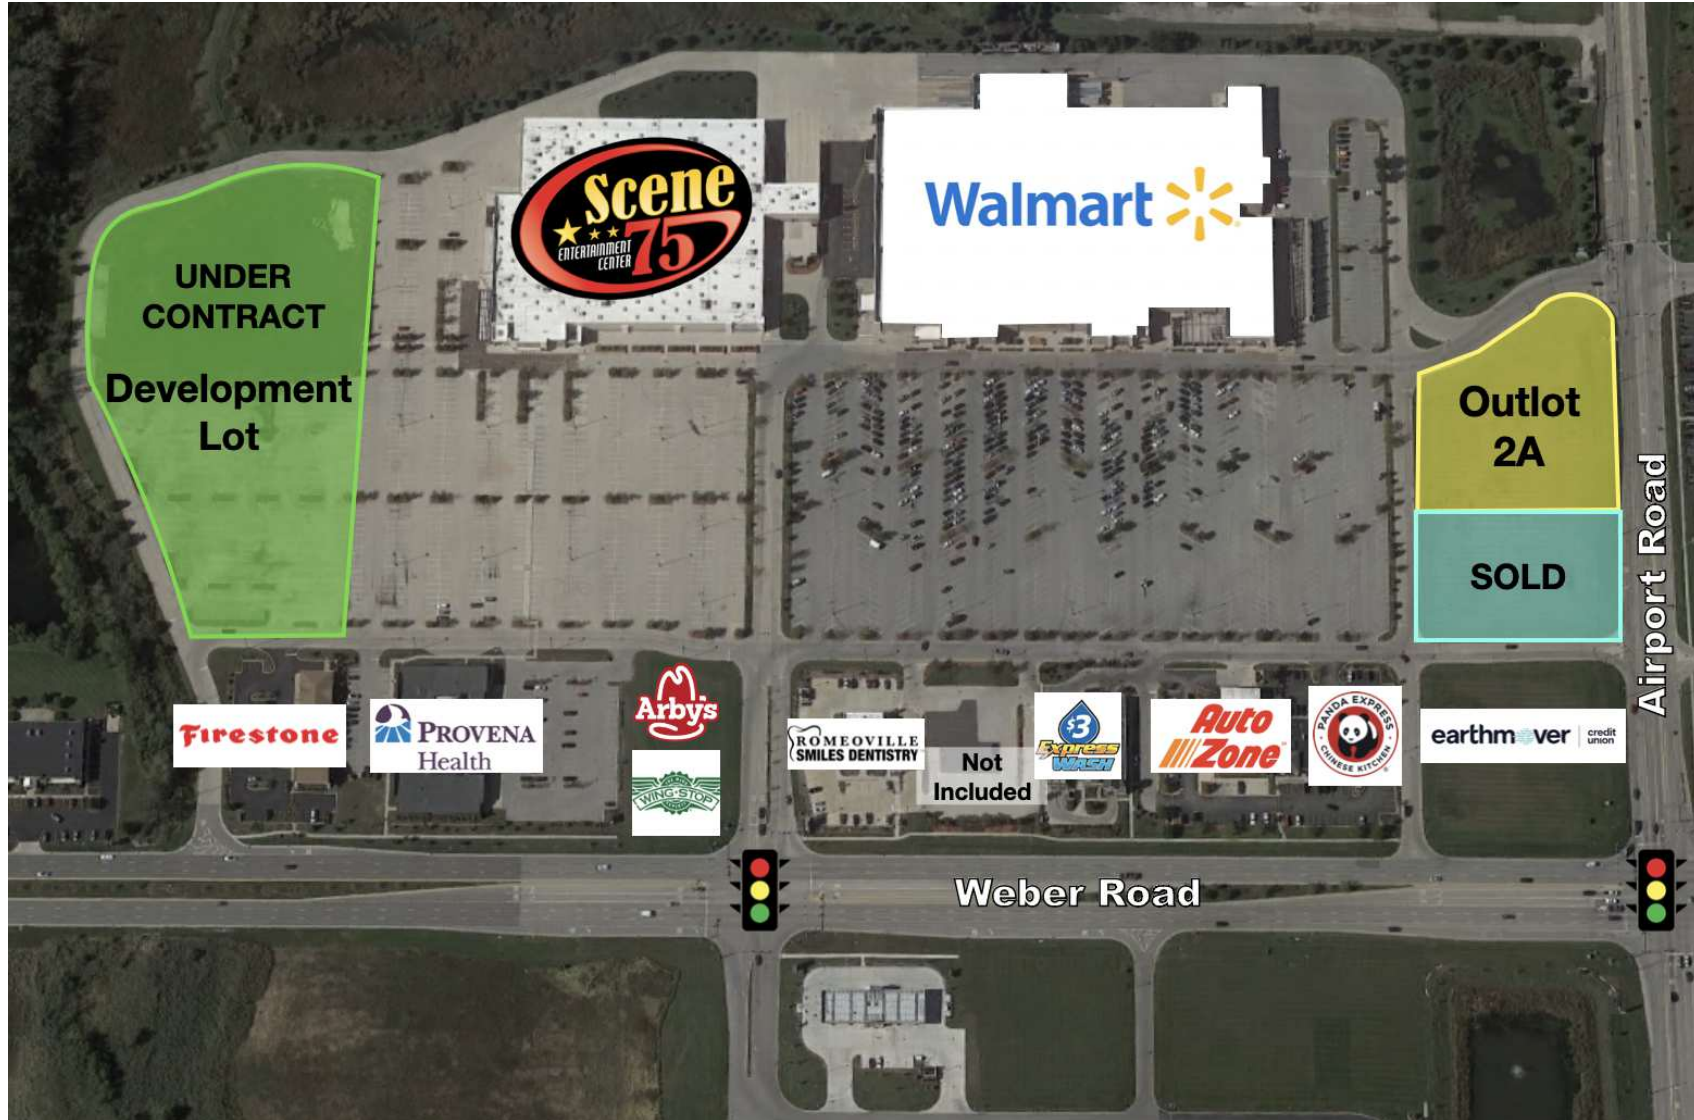 Scene
75
ENTERTAINMENT
CENTER
Walmart
UNDER
CONTRACT
Development
Lot
Outlot
2A
SOLD
Airport Road
Firestone
PROVENA
Health
Arby's
WING·STOP
ROMEOVILLE
SMILES DENTISTRY
Not
Included
$3
Express
WASH
Auto
Zone
PANDA EXPRESS
CHINESE KITCHEN
earthmover credit
union
Weber Road